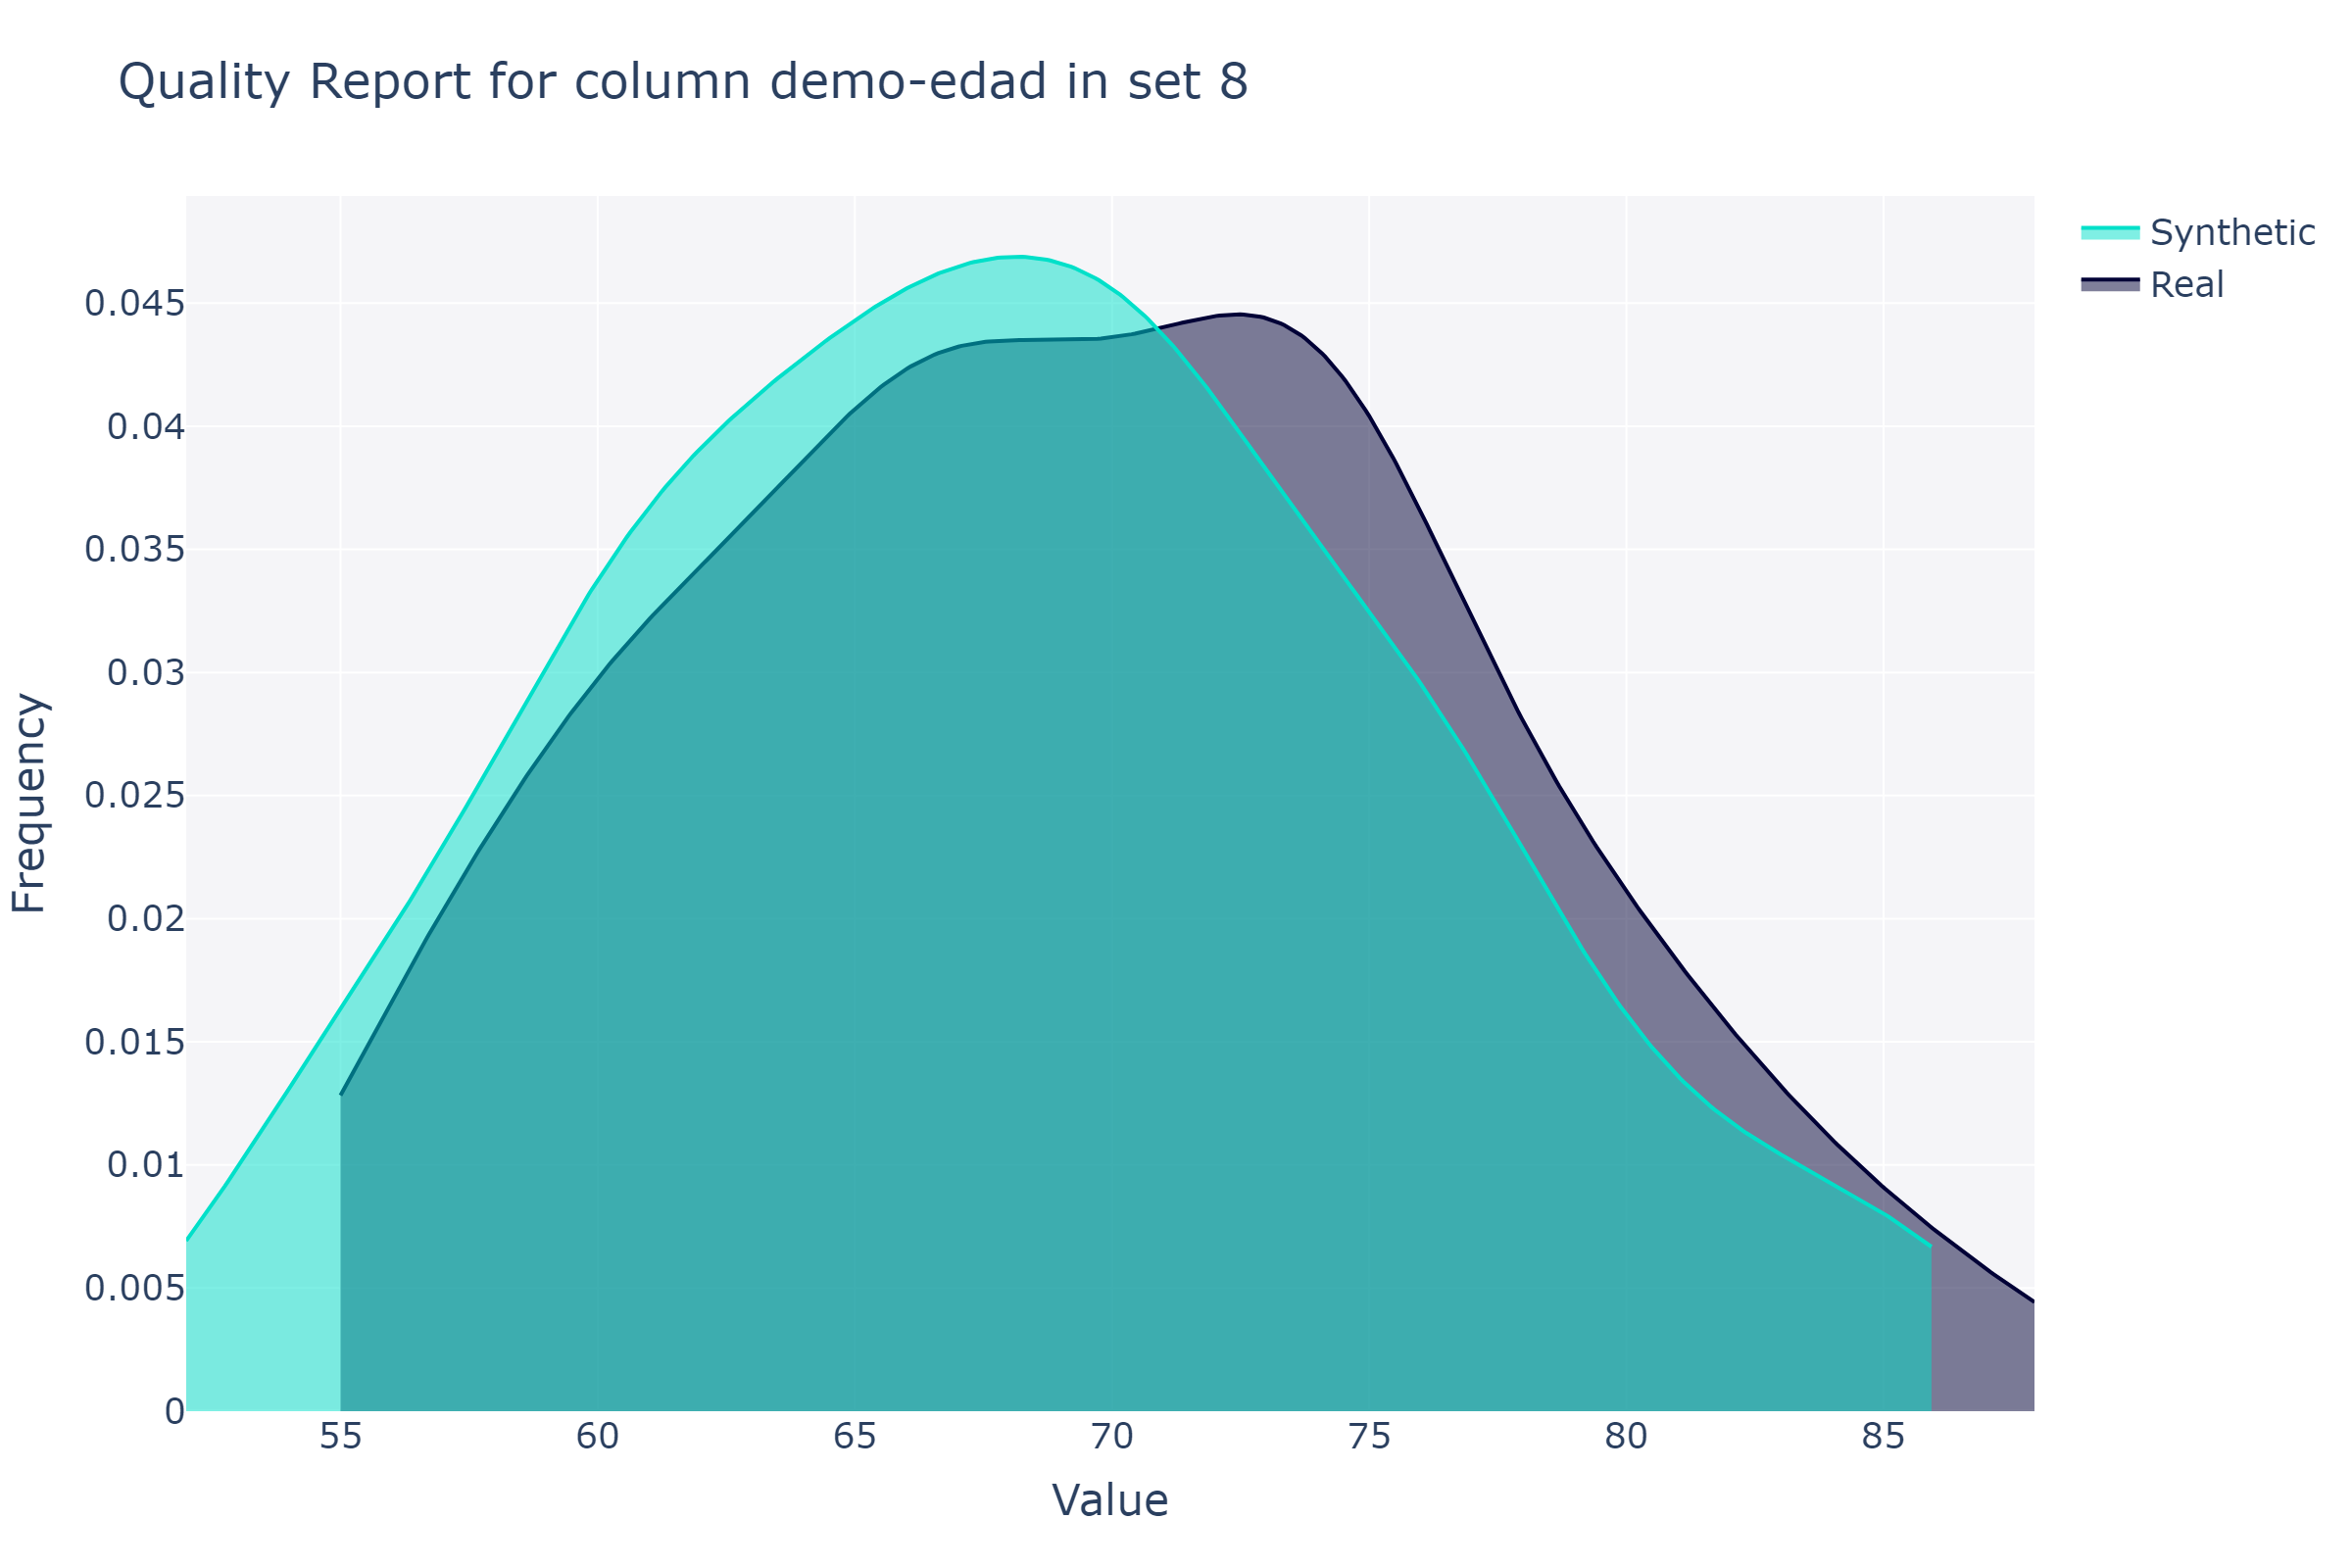 Quality Report for column demo-edad in set 8
Synthetic
Real
0.045
0.04
0.035
0.03
0.025
0.02
0.015
0.01
0.005
0
Frequency
55 60 65 70 75 80 85
Value